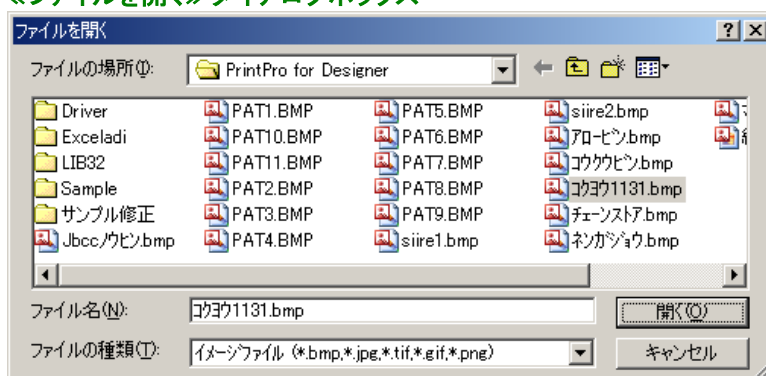 ≪ファイルを開く≫ダイアログボックス
ファイルを開く
ファイルの場所(I):
PrintPro for Designer
Driver
Exceladi
LIB32
Sample
サンプル修正
Jbccノウヒン.bmp
PAT1.BMP
PAT10.BMP
PAT11.BMP
PAT2.BMP
PAT3.BMP
PAT4.BMP
PAT5.BMP
PAT6.BMP
PAT7.BMP
PAT8.BMP
PAT9.BMP
siire1.bmp
siire2.bmp
アロービン.bmp
コウクウビン.bmp
コクヨウ1131.bmp
チェーンストア.bmp
ネンガジョウ.bmp
ファイル名(N):
コクヨウ1131.bmp
開く(O)
ファイルの種類(T):
イメージファイル (*.bmp,*.jpg,*.tif,*.gif,*.png)
キャンセル